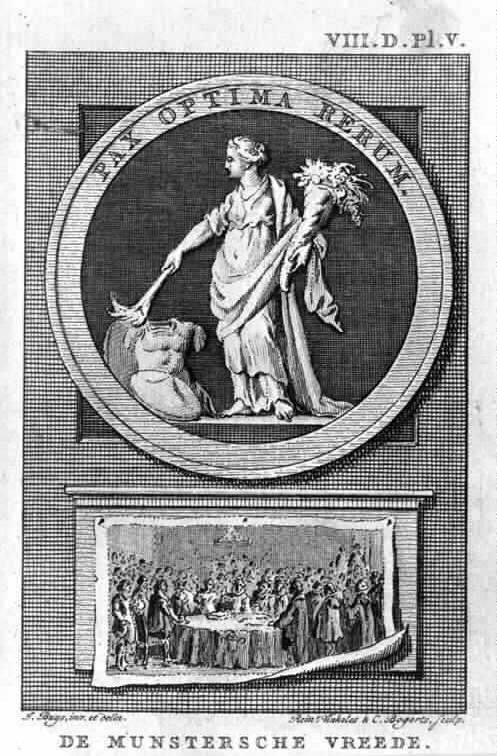 VIII. D. Pl. V.
PAX OPTIMA RERUM.
J. Buys, inv. et delin.
Rein.r Vinkeles & C. Bogerts, sculp.
DE MUNSTERSCHE VREEDE.